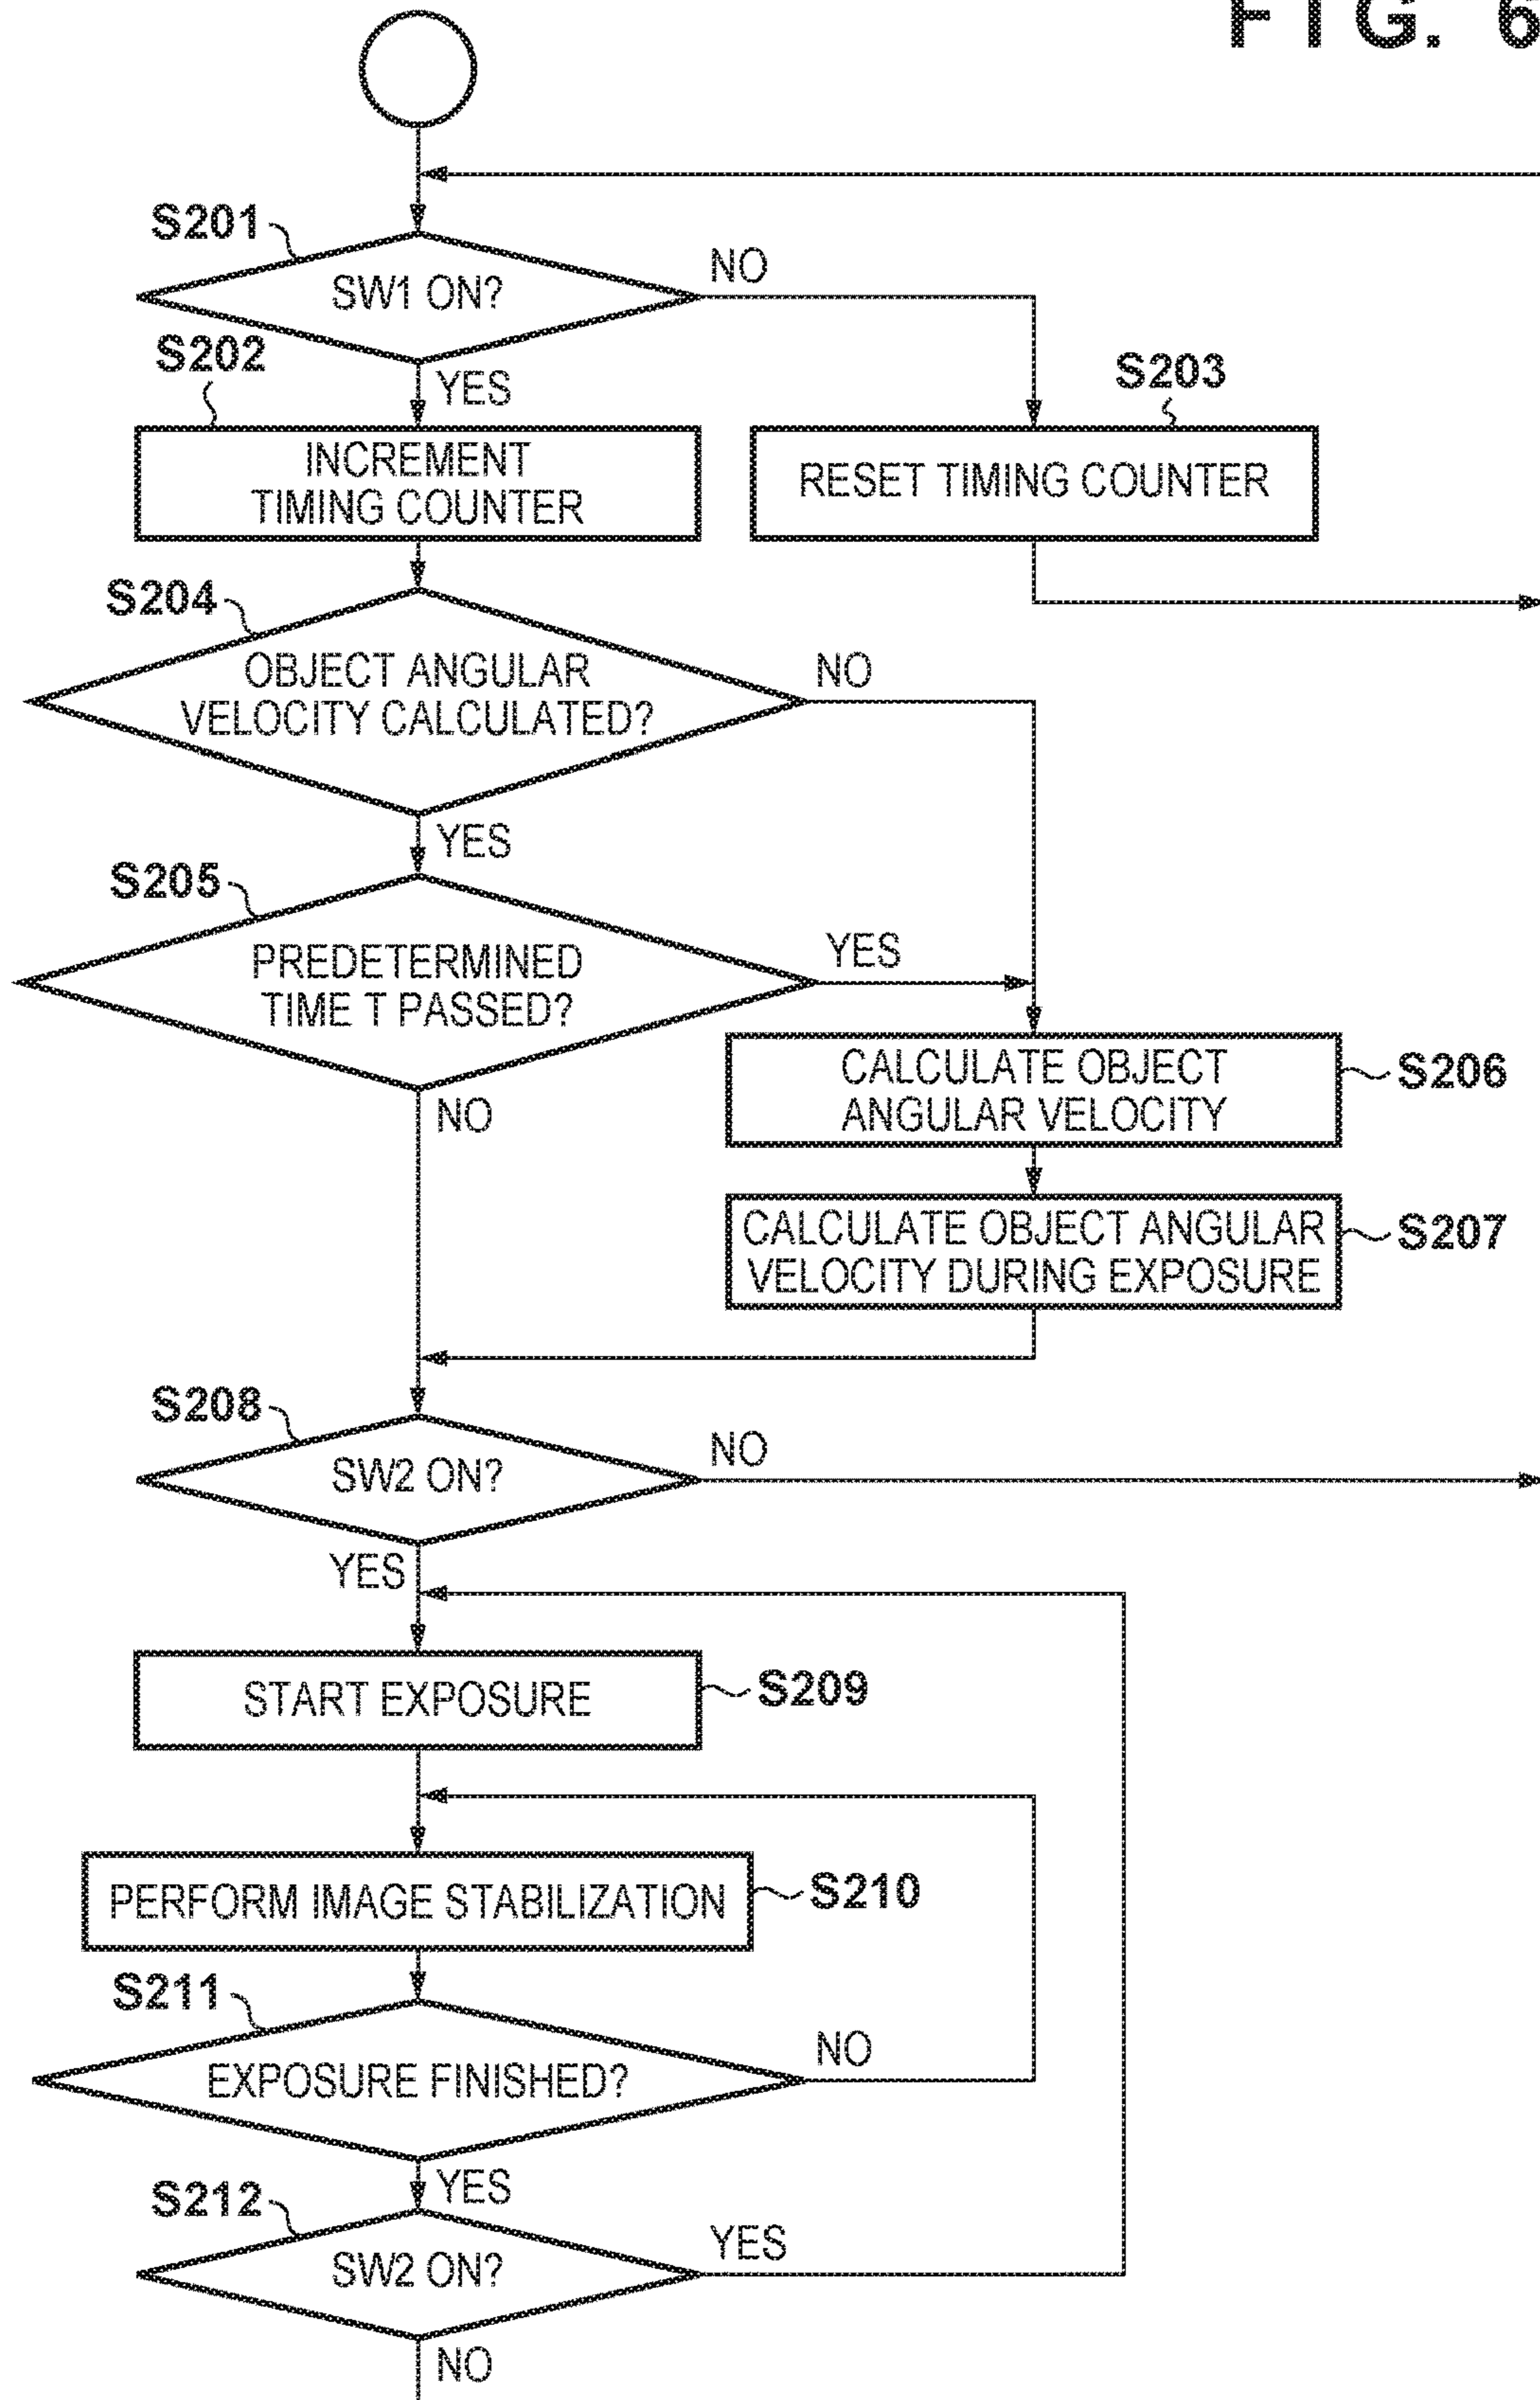 FIG. 6
S201
SW1 ON?
NO
YES
S202
INCREMENT
TIMING COUNTER
S203
RESET TIMING COUNTER
S204
OBJECT ANGULAR
VELOCITY CALCULATED?
NO
YES
S205
PREDETERMINED
TIME T PASSED?
YES
NO
CALCULATE OBJECT
ANGULAR VELOCITY
S206
CALCULATE OBJECT ANGULAR
VELOCITY DURING EXPOSURE
S207
S208
SW2 ON?
NO
YES
START EXPOSURE
S209
PERFORM IMAGE STABILIZATION
S210
S211
EXPOSURE FINISHED?
NO
YES
S212
SW2 ON?
YES
NO